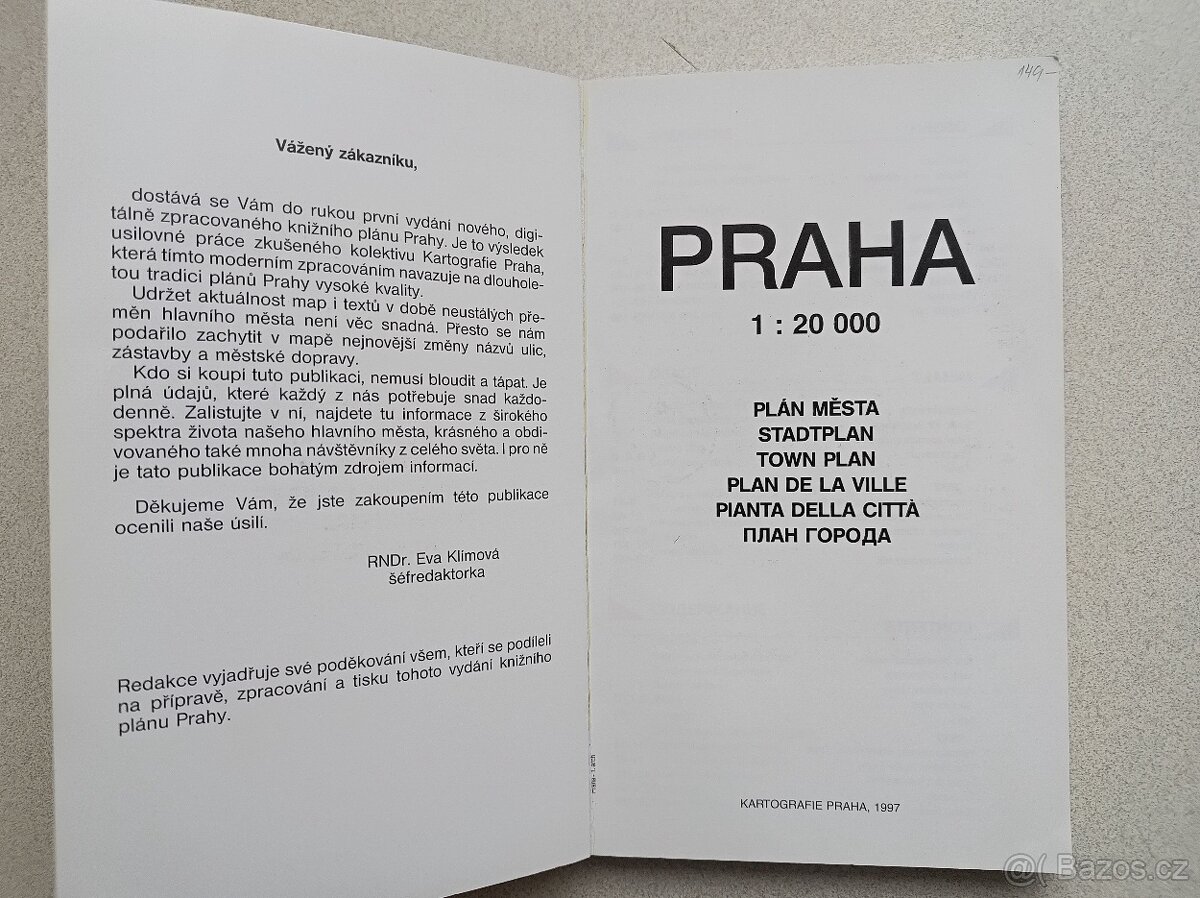 Vážený zákazníku,
dostává se Vám do rukou první vydání nového, digi-
tálně zpracovaného knižního plánu Prahy. Je to výsledek
usilovné práce zkušeného kolektivu Kartografie Praha,
která tímto moderním zpracováním navazuje na dlouhole-
tou tradici plánů Prahy vysoké kvality.
Udržet aktuálnost map i textů v době neustálých pře-
měn hlavního města není věc snadná. Přesto se nám
podařilo zachytit v mapě nejnovější změny názvů ulic,
zástavby a městské dopravy.
Kdo si koupí tuto publikaci, nemusí bloudit a tápat. Je
plná údajů, které každý z nás potřebuje snad každo-
denně. Zalistujte v ní, najdete tu informace z širokého
spektra života našeho hlavního města, krásného a obdi-
vovaného také mnoha návštěvníky z celého světa. I pro ně
je tato publikace bohatým zdrojem informací.
Děkujeme Vám, že jste zakoupením této publikace
ocenili naše úsilí.
RNDr. Eva Klímová
šéfredaktorka
Redakce vyjadřuje své poděkování všem, kteří se podíleli
na přípravě, zpracování a tisku tohoto vydání knižního
plánu Prahy.
149-
PRAHA
1 : 20 000
PLÁN MĚSTA
STADTPLAN
TOWN PLAN
PLAN DE LA VILLE
PIANTA DELLA CITTÀ
ПЛАН ГОРОДА
KARTOGRAFIE PRAHA, 1997
@( Bazos.cz